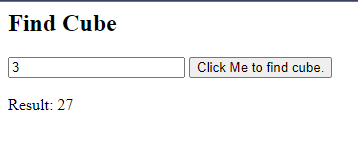 Find Cube
3 Click Me to find cube.
Result: 27